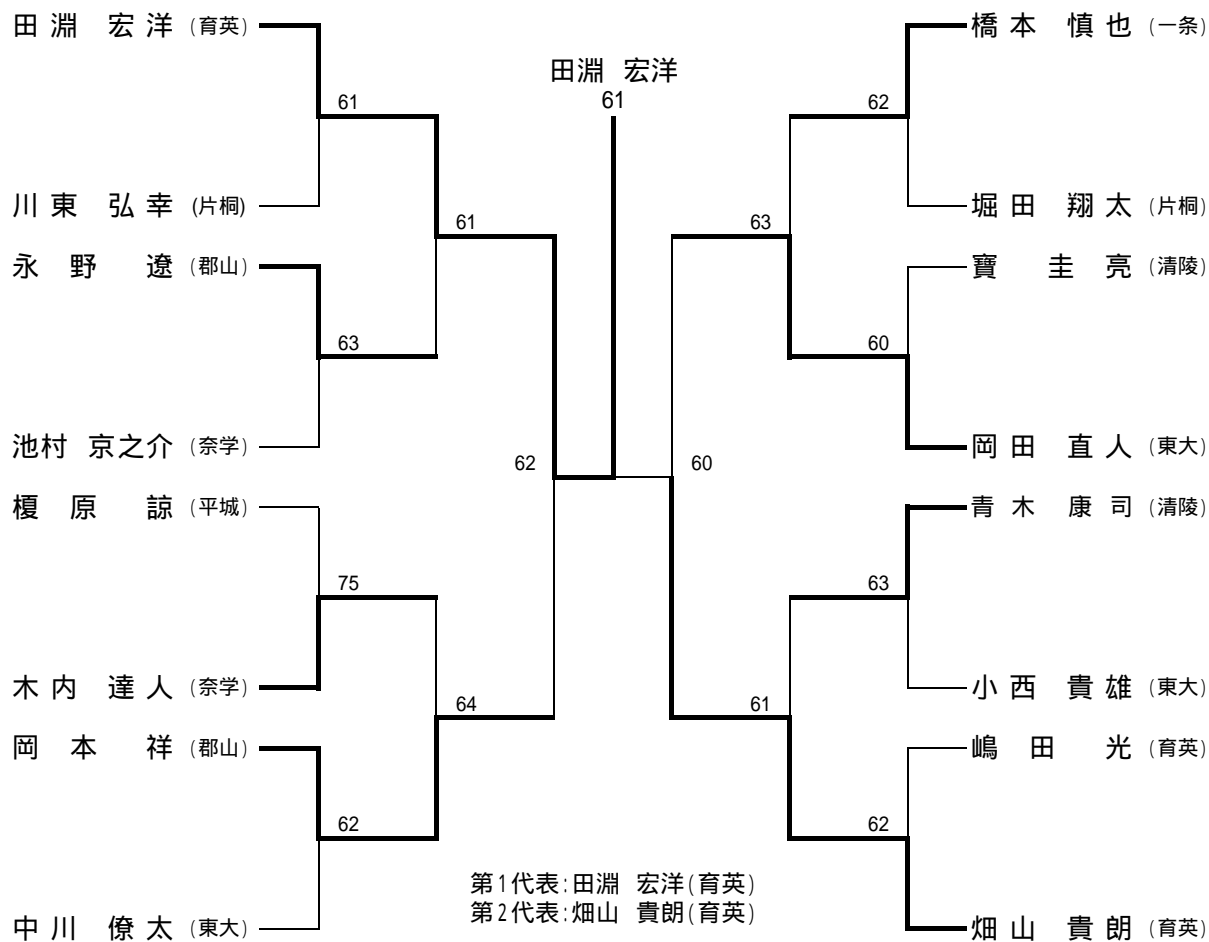 田淵 宏洋 (育英)
61
川東 弘幸 (片桐)
61
永野 遼 (郡山)
63
池村 京之介 (奈学)
62
榎原 諒 (平城)
75
木内 達人 (奈学)
64
岡本 祥 (郡山)
62
中川 僚太 (東大)
田淵 宏洋
61
橋本 慎也 (一条)
62
堀田 翔太 (片桐)
63
寶 圭亮 (清陵)
60
岡田 直人 (東大)
60
青木 康司 (清陵)
63
小西 貴雄 (東大)
61
嶋田 光 (育英)
62
畑山 貴朗 (育英)
第1代表:田淵 宏洋(育英)
第2代表:畑山 貴朗(育英)